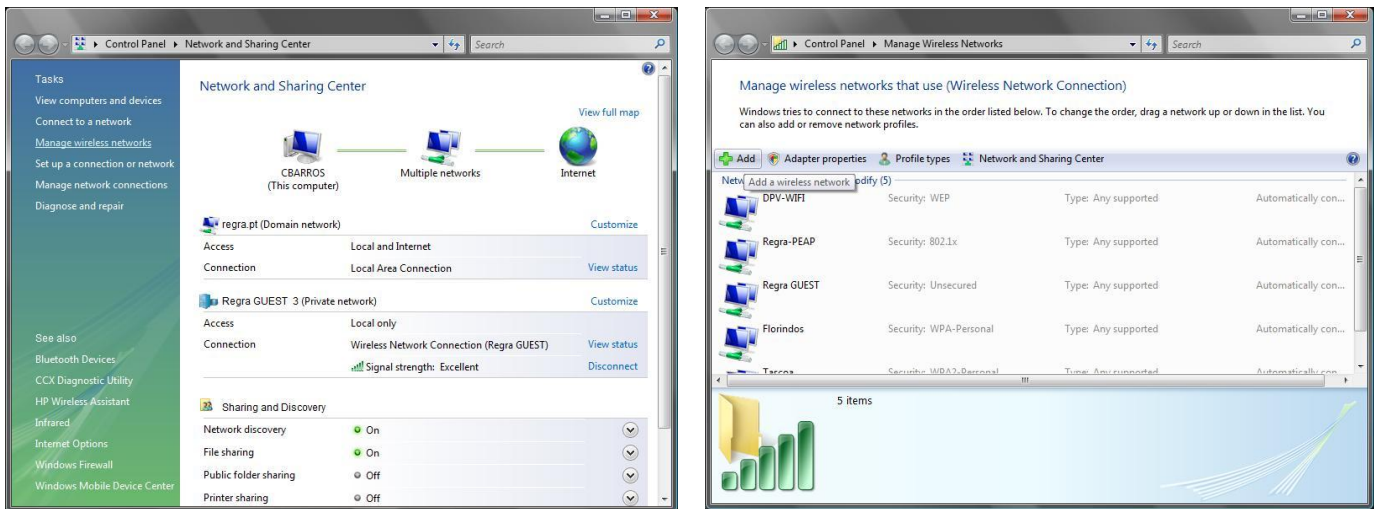 Control Panel ▸ Network and Sharing Center
Search
Tasks
View computers and devices
Connect to a network
Manage wireless networks
Set up a connection or network
Manage network connections
Diagnose and repair
See also
Bluetooth Devices
CCX Diagnostic Utility
HP Wireless Assistant
Infrared
Internet Options
Windows Firewall
Windows Mobile Device Center
Network and Sharing Center
View full map
CBARROS
(This computer)
Multiple networks
Internet
regra.pt (Domain network) Customize
Access Local and Internet
Connection Local Area Connection View status
Regra GUEST 3 (Private network) Customize
Access Local only
Connection Wireless Network Connection (Regra GUEST) View status
Signal strength: Excellent Disconnect
Sharing and Discovery
Network discovery On
File sharing On
Public folder sharing Off
Printer sharing Off
Control Panel ▸ Manage Wireless Networks
Search
Manage wireless networks that use (Wireless Network Connection)
Windows tries to connect to these networks in the order listed below. To change the order, drag a network up or down in the list. You
can also add or remove network profiles.
Add Adapter properties Profile types Network and Sharing Center
Add a wireless network
(5)
DPV-WIFI Security: WEP Type: Any supported Automatically con...
Regra-PEAP Security: 802.1x Type: Any supported Automatically con...
Regra GUEST Security: Unsecured Type: Any supported Automatically con...
Florindos Security: WPA-Personal Type: Any supported Automatically con...
Security: WPA2-Personal Type: Any supported Automatically con...
5 items